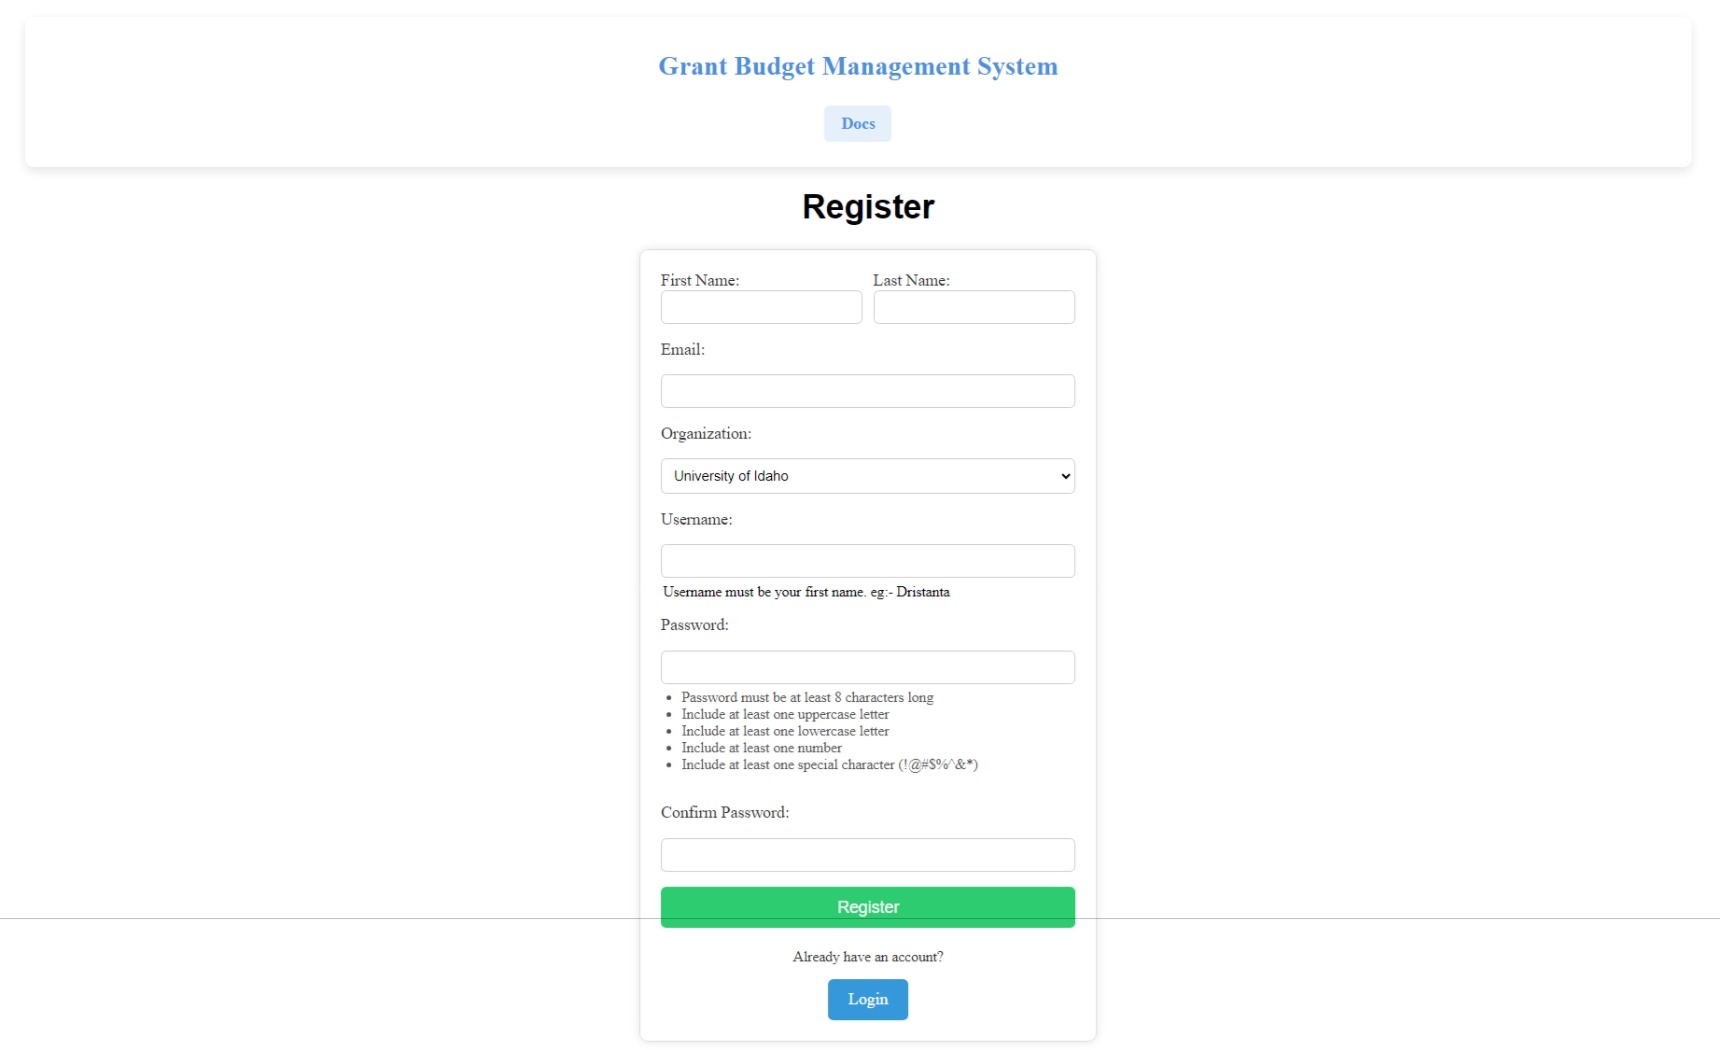 Grant Budget Management System
Docs
Register
First Name: Last Name:
Email:
Organization:
University of Idaho
Username:
Username must be your first name. eg:- Dristanta
Password:
Password must be at least 8 characters long
Include at least one uppercase letter
Include at least one lowercase letter
Include at least one number
Include at least one special character (!@#$%^&*)
Confirm Password:
Register
Already have an account?
Login